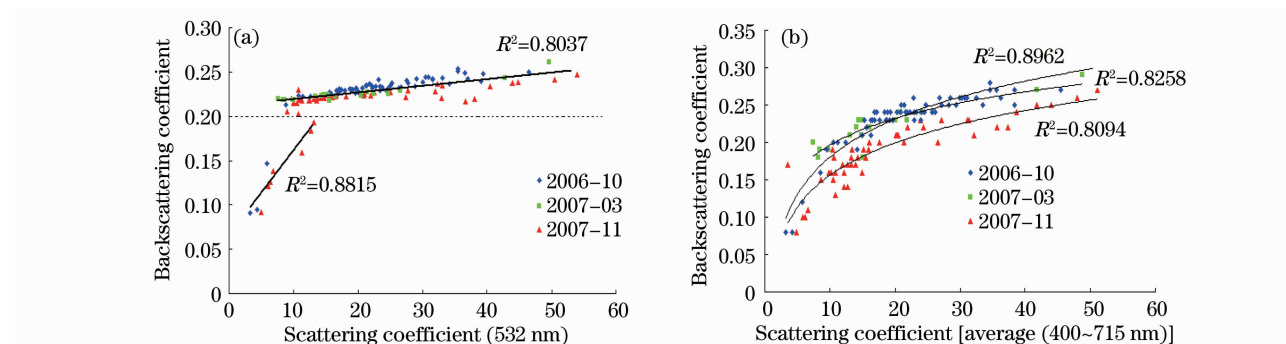 (a)
R²=0.8037
R²=0.8815
2006-10
2007-03
2007-11
Backscattering coefficient
0.30
0.25
0.20
0.15
0.10
0.05
0
0 10 20 30 40 50 60
Scattering coefficient (532 nm)
(b)
R²=0.8962
R²=0.8258
R²=0.8094
2006-10
2007-03
2007-11
Backscattering coefficient
0.35
0.30
0.25
0.20
0.15
0.10
0.05
0
0 10 20 30 40 50 60
Scattering coefficient [average (400~715 nm)]